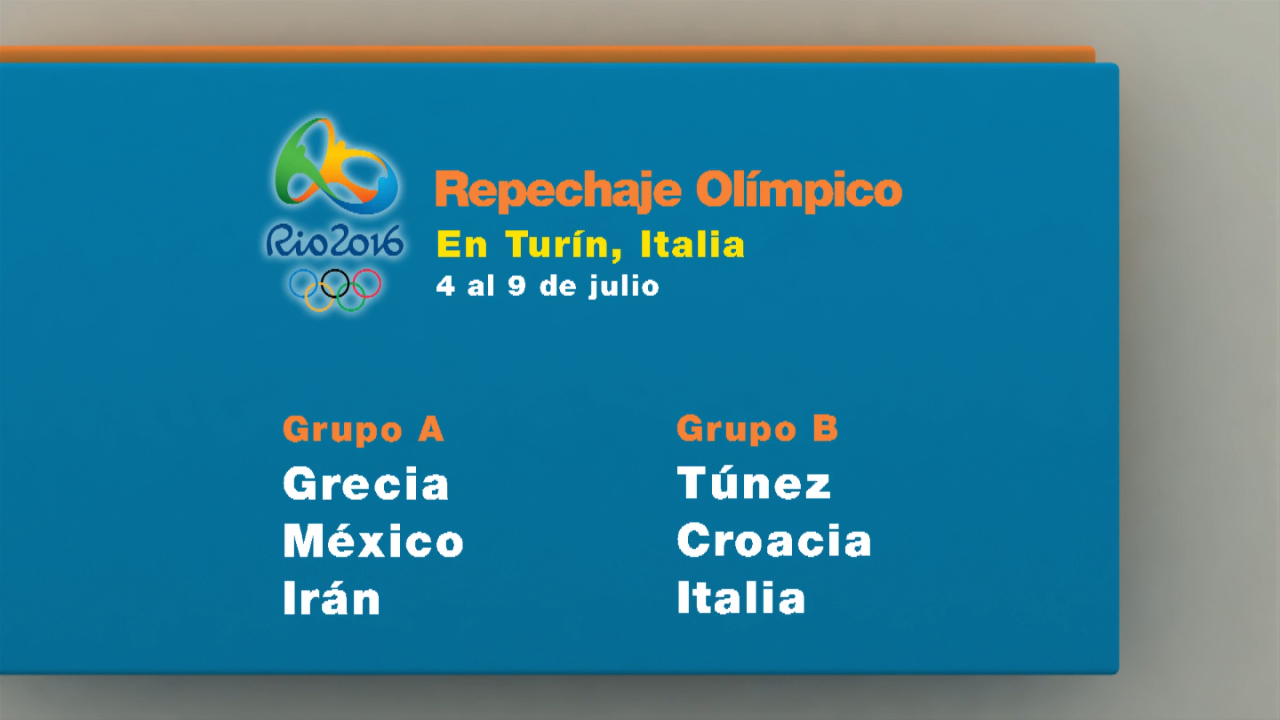 Rio2016
Repechaje Olímpico
En Turín, Italia
4 al 9 de julio
Grupo A
Grecia
México
Irán
Grupo B
Túnez
Croacia
Italia